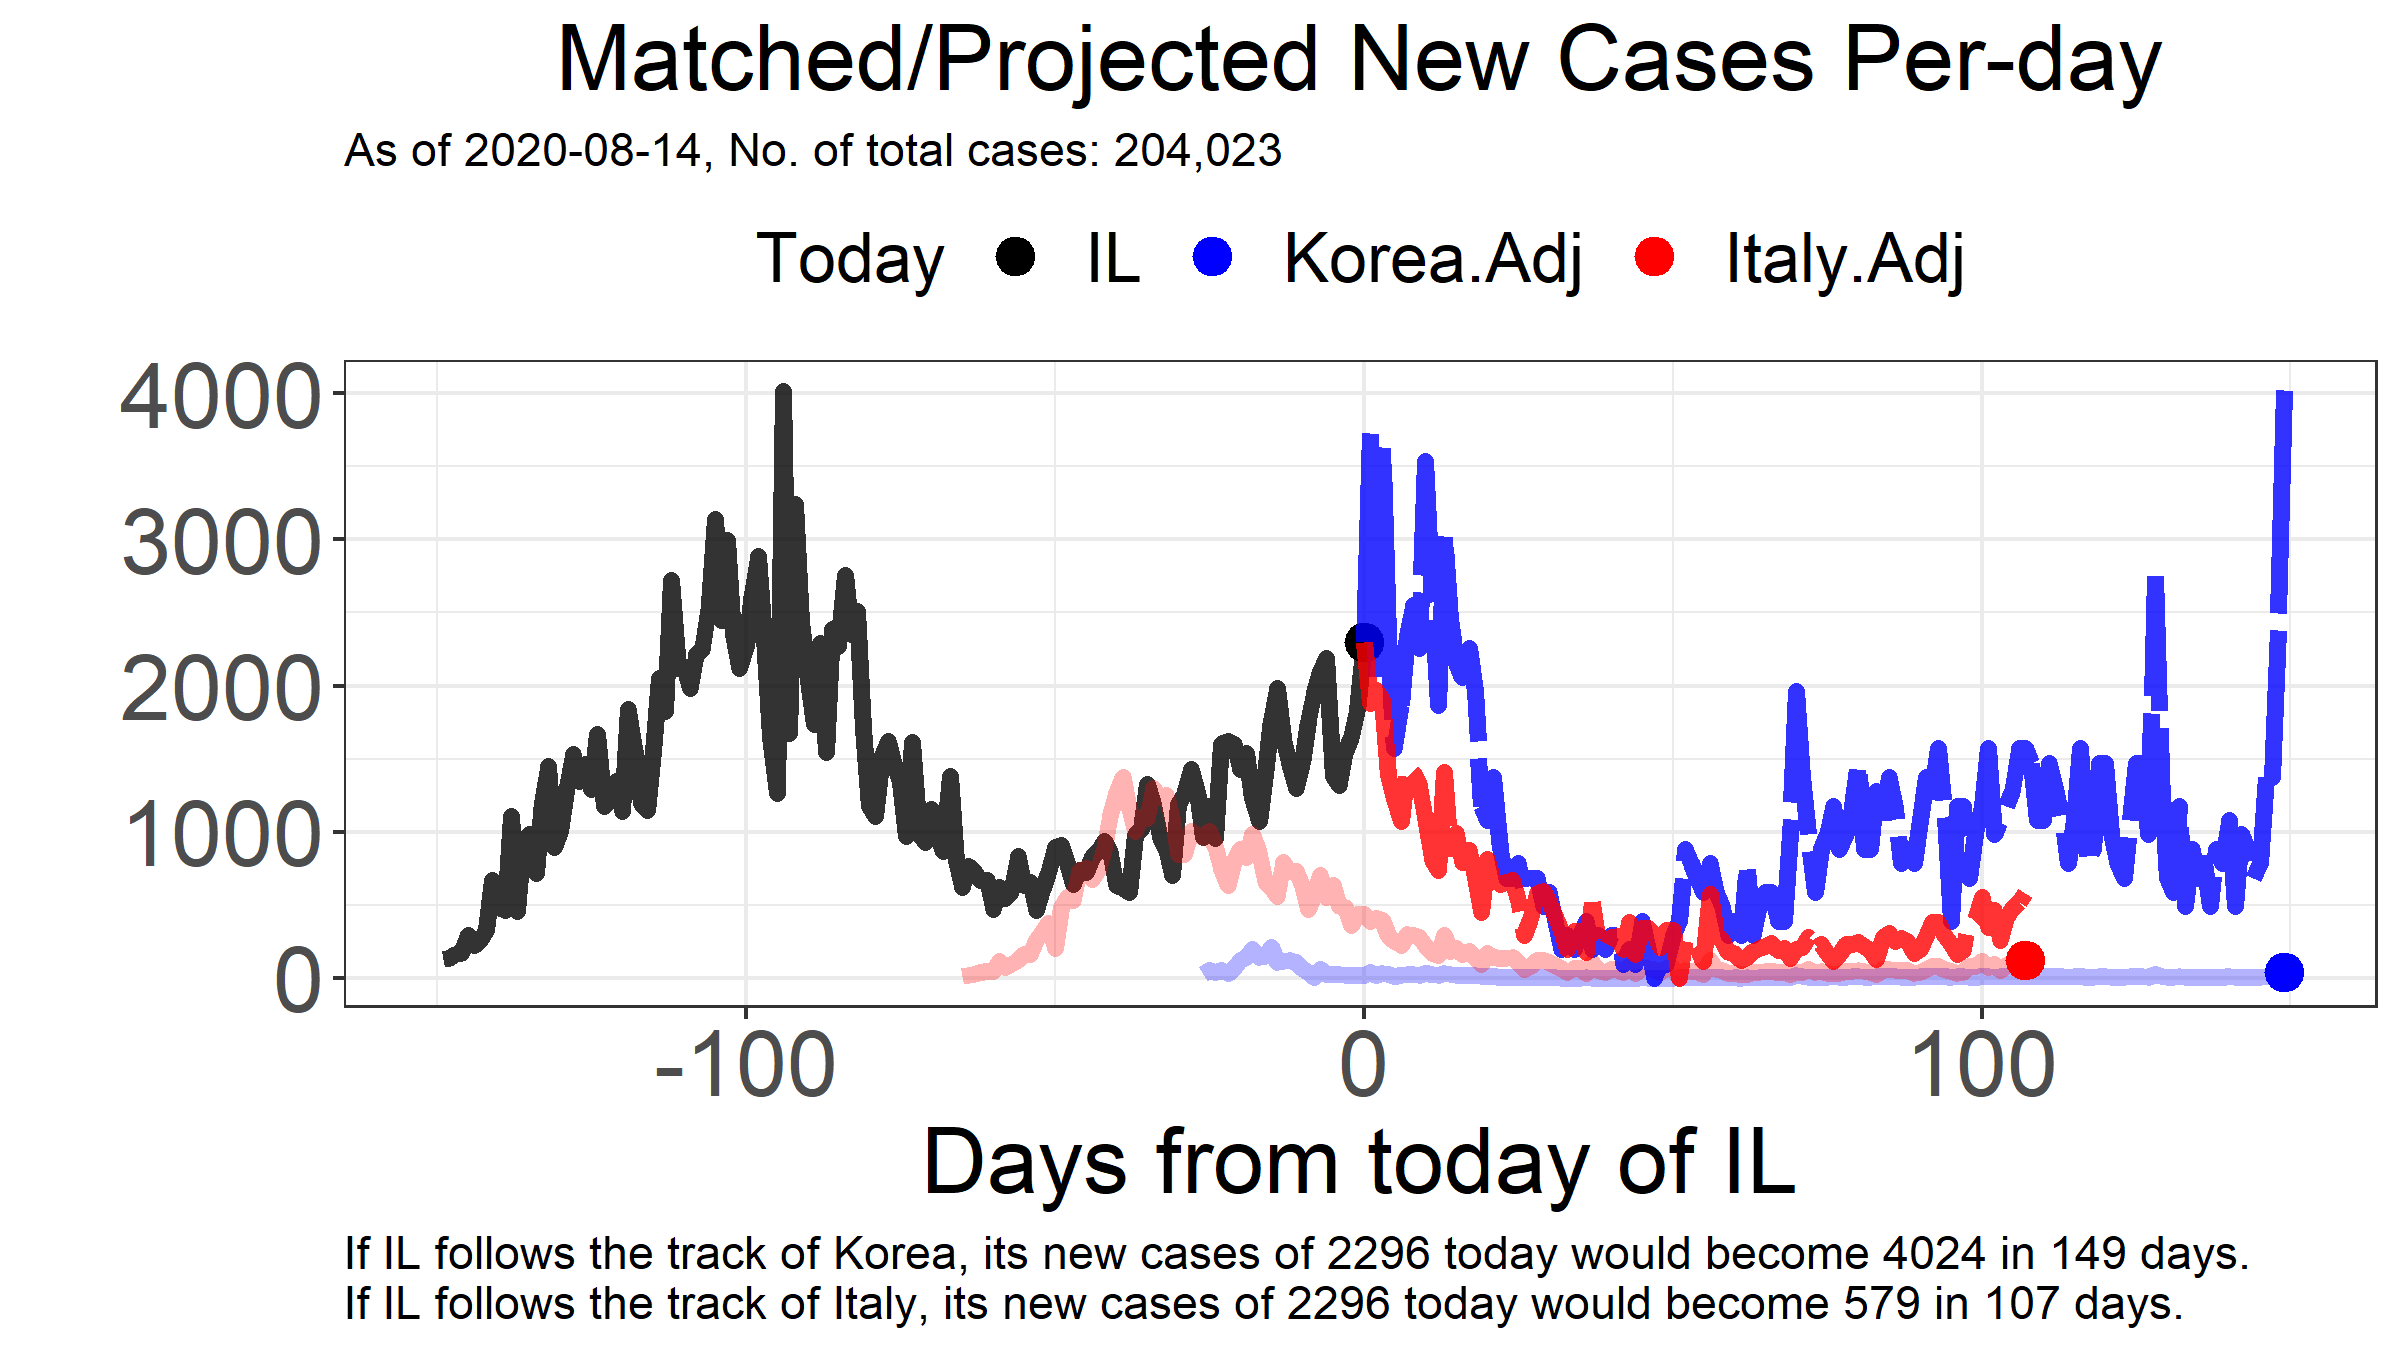 Matched/Projected New Cases Per-day
As of 2020-08-14, No. of total cases: 204,023
Today IL Korea.Adj Italy.Adj
4000
3000
2000
1000
0
-100 0 100
Days from today of IL
If IL follows the track of Korea, its new cases of 2296 today would become 4024 in 149 days.
If IL follows the track of Italy, its new cases of 2296 today would become 579 in 107 days.